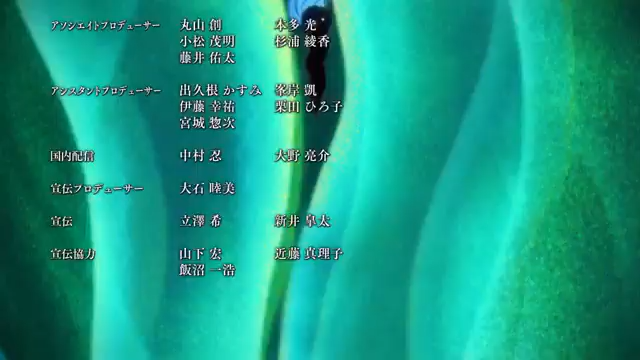 アソシエイトプロデューサー 丸山 創 本多 光
小松 茂明 杉浦 綾香
藤井 佑太
アシスタントプロデューサー 出久根 かすみ 峯岸 凱
伊藤 幸祐 栗田 ひろ子
宮城 惣次
国内配信 中村 忍 大野 亮介
宣伝プロデューサー 大石 睦美
宣伝 立澤 希 新井 皐太
宣伝協力 山下 宏 近藤 真理子
飯沼 一浩